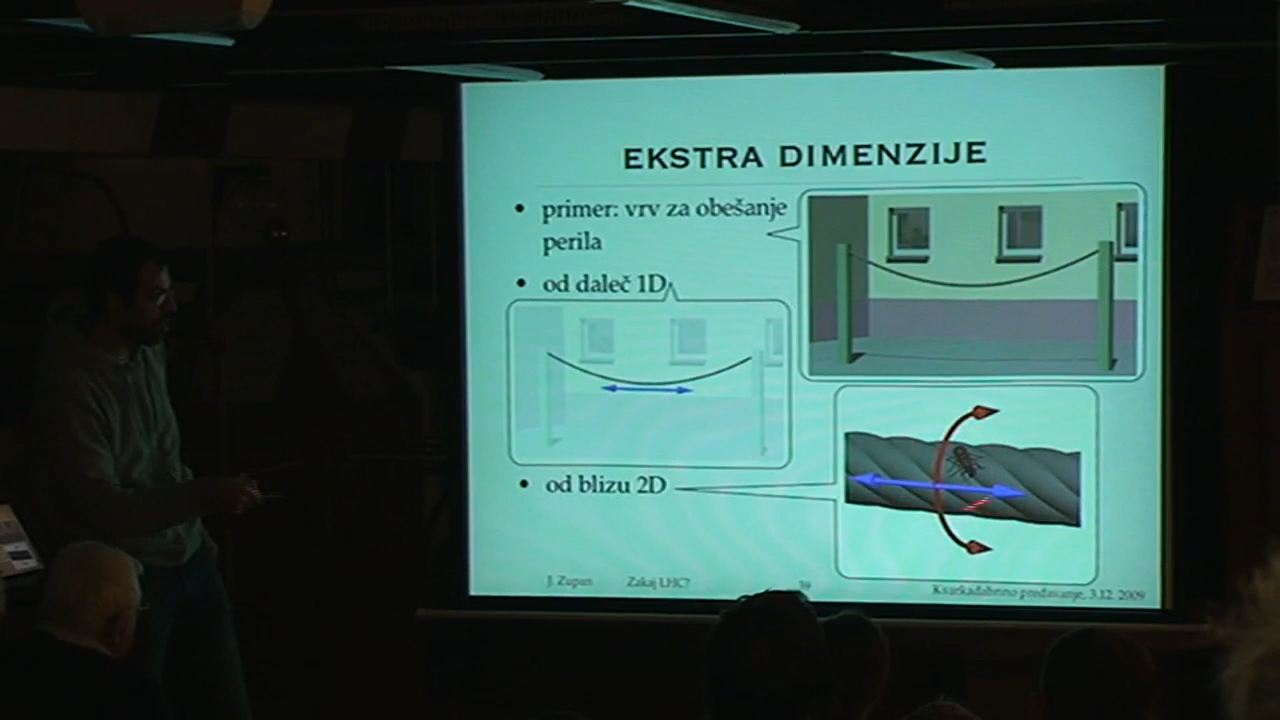 EKSTRA DIMENZIJE
• primer: vrv za obešanje
perila
• od daleč 1D
• od blizu 2D
J. Zupan Zakaj LHC? 39 Kvarkadabrino predavanje, 3.12. 2009